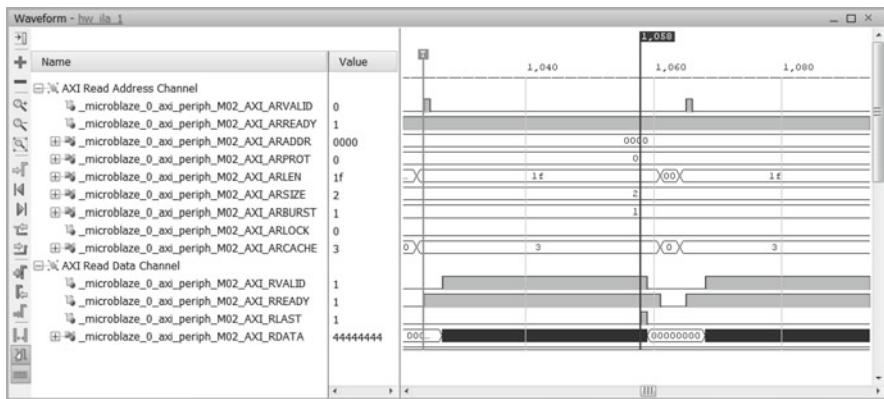 Waveform - hw_ila_1
1,058
Name Value
T
1,040 1,060 1,080
AXI Read Address Channel
_microblaze_0_axi_periph_M02_AXI_ARVALID 0
_microblaze_0_axi_periph_M02_AXI_ARREADY 1
_microblaze_0_axi_periph_M02_AXI_ARADDR 0000 0000
_microblaze_0_axi_periph_M02_AXI_ARPROT 0 0
_microblaze_0_axi_periph_M02_AXI_ARLEN 1f .. 1f 00 1f
_microblaze_0_axi_periph_M02_AXI_ARSIZE 2 2
_microblaze_0_axi_periph_M02_AXI_ARBURST 1 1
_microblaze_0_axi_periph_M02_AXI_ARLOCK 0
_microblaze_0_axi_periph_M02_AXI_ARCACHE 3 0 3 0 3
AXI Read Data Channel
_microblaze_0_axi_periph_M02_AXI_RVALID 1
_microblaze_0_axi_periph_M02_AXI_RREADY 1
_microblaze_0_axi_periph_M02_AXI_RLAST 1
_microblaze_0_axi_periph_M02_AXI_RDATA 44444444 000... 00000000